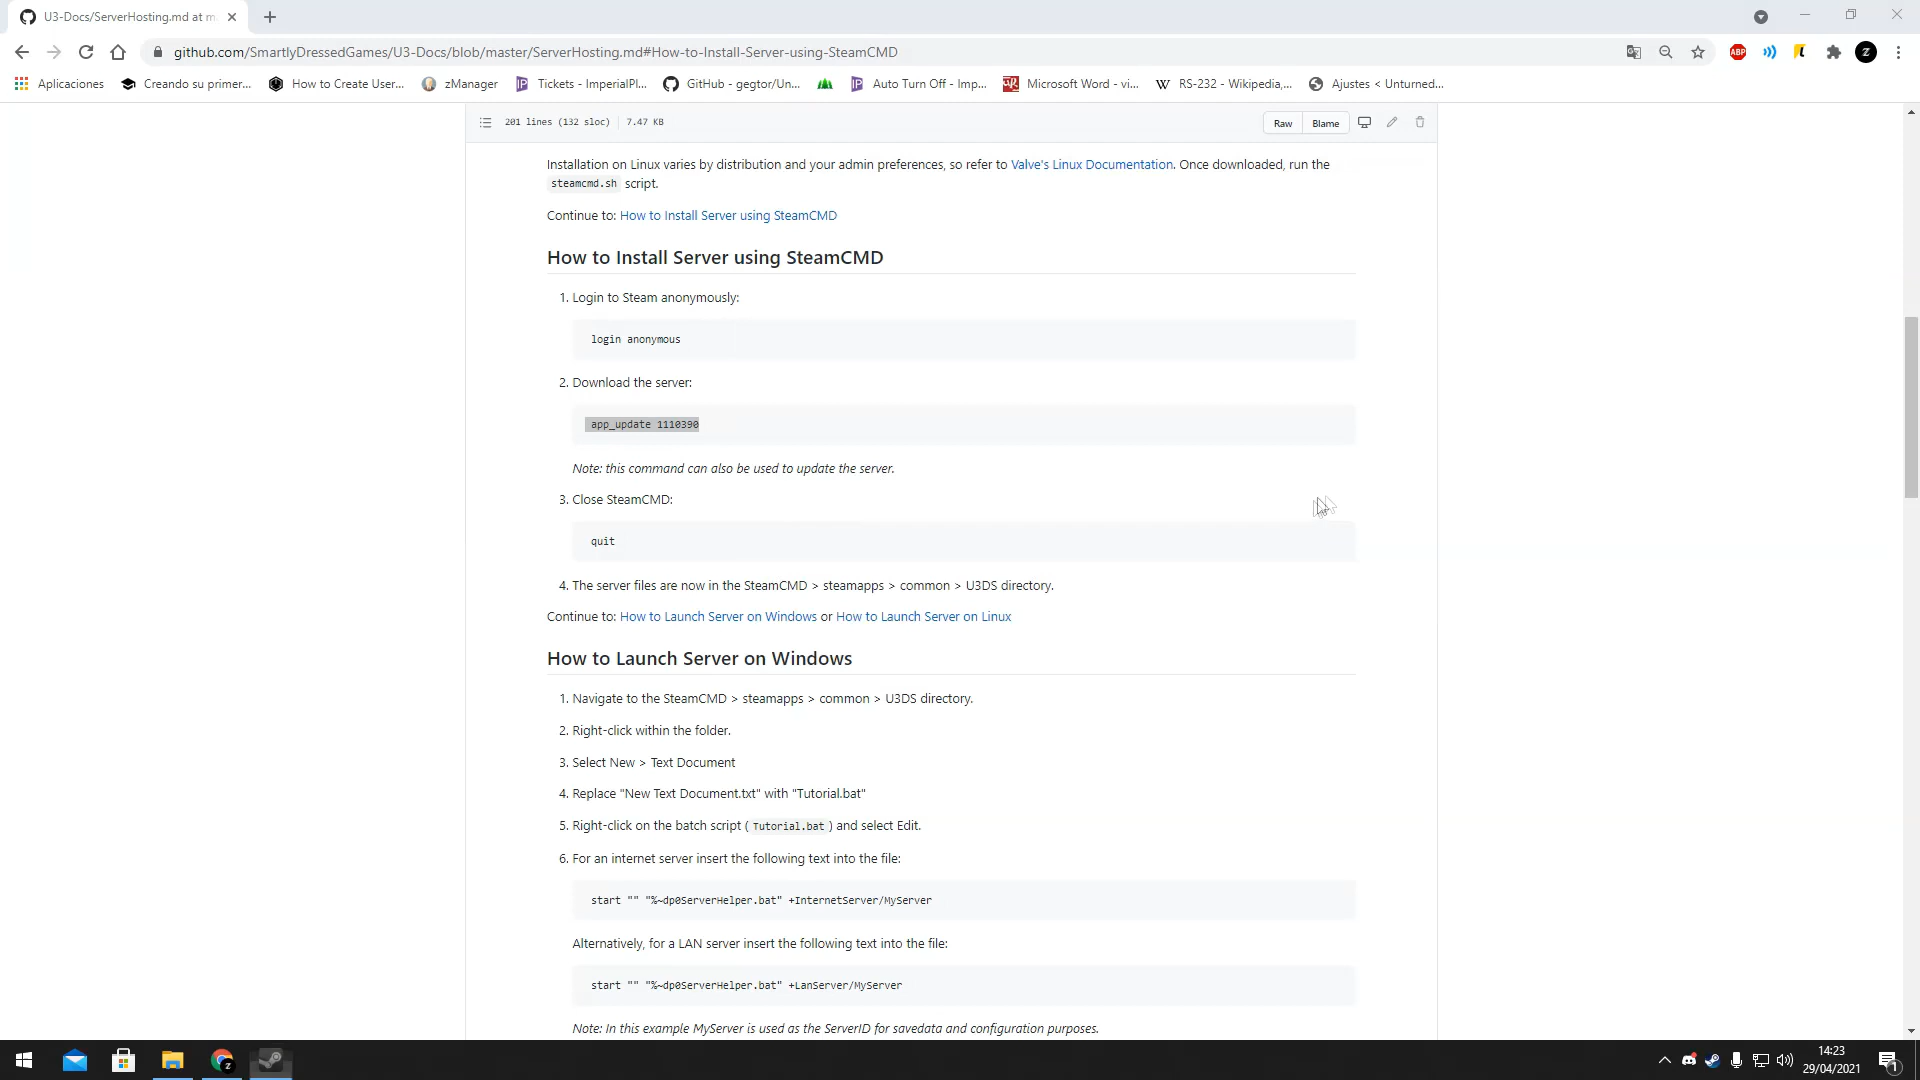 U3-Docs/ServerHosting.md at m
github.com/SmartlyDressedGames/U3-Docs/blob/master/ServerHosting.md#How-to-Install-Server-using-SteamCMD
ABP
z
Aplicaciones
Creando su primer...
How to Create User...
zManager
Tickets - ImperialPl...
GitHub - gegtor/Un...
Auto Turn Off - Imp...
Microsoft Word - vi...
RS-232 - Wikipedia,...
Ajustes < Unturned...
201 lines (132 sloc)
7.47 KB
Raw
Blame
Installation on Linux varies by distribution and your admin preferences, so refer to Valve's Linux Documentation. Once downloaded, run the
steamcmd.sh script.
Continue to: How to Install Server using SteamCMD
How to Install Server using SteamCMD
1. Login to Steam anonymously:
login anonymous
2. Download the server:
app_update 1110390
Note: this command can also be used to update the server.
3. Close SteamCMD:
quit
4. The server files are now in the SteamCMD > steamapps > common > U3DS directory.
Continue to: How to Launch Server on Windows or How to Launch Server on Linux
How to Launch Server on Windows
1. Navigate to the SteamCMD > steamapps > common > U3DS directory.
2. Right-click within the folder.
3. Select New > Text Document
4. Replace "New Text Document.txt" with "Tutorial.bat"
5. Right-click on the batch script ( Tutorial.bat ) and select Edit.
6. For an internet server insert the following text into the file:
start "" "%~dp0ServerHelper.bat" +InternetServer/MyServer
Alternatively, for a LAN server insert the following text into the file:
start "" "%~dp0ServerHelper.bat" +LanServer/MyServer
Note: In this example MyServer is used as the ServerID for savedata and configuration purposes.
14:23
29/04/2021
1